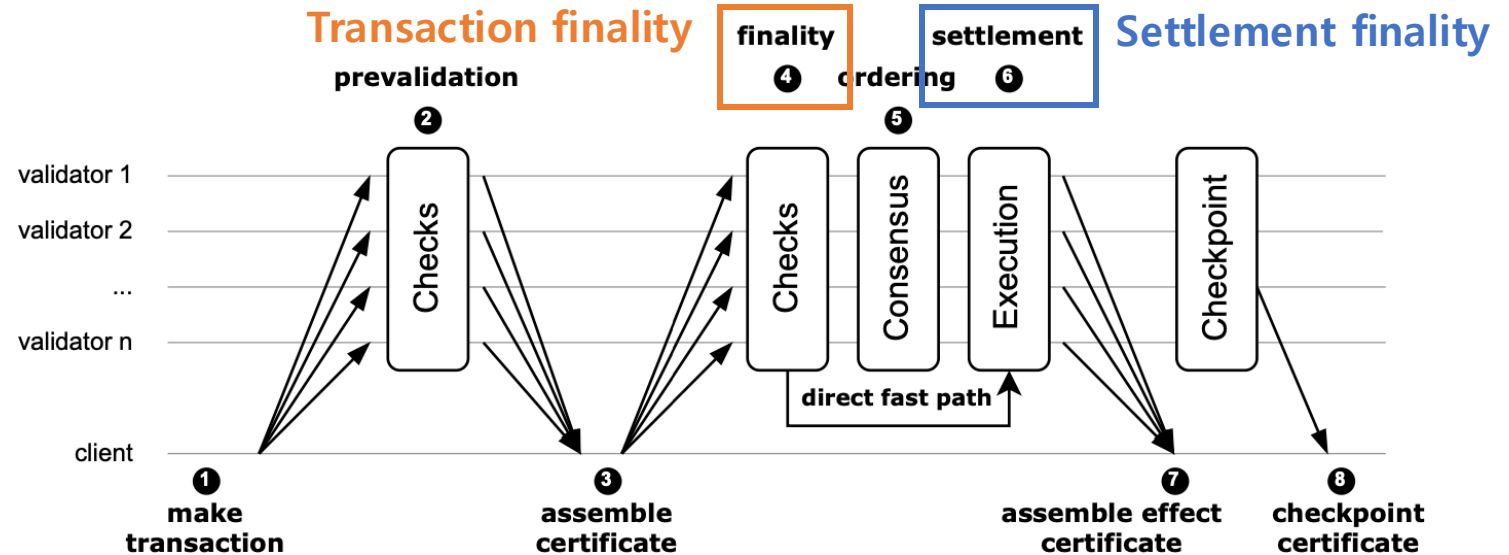 Transaction finality
finality
settlement
Settlement finality
prevalidation
4
ordering
6
2
5
validator 1
validator 2
...
validator n
Checks
Checks
Consensus
Execution
Checkpoint
direct fast path
client
1
3
7
8
make
transaction
assemble
certificate
assemble effect
certificate
checkpoint
certificate